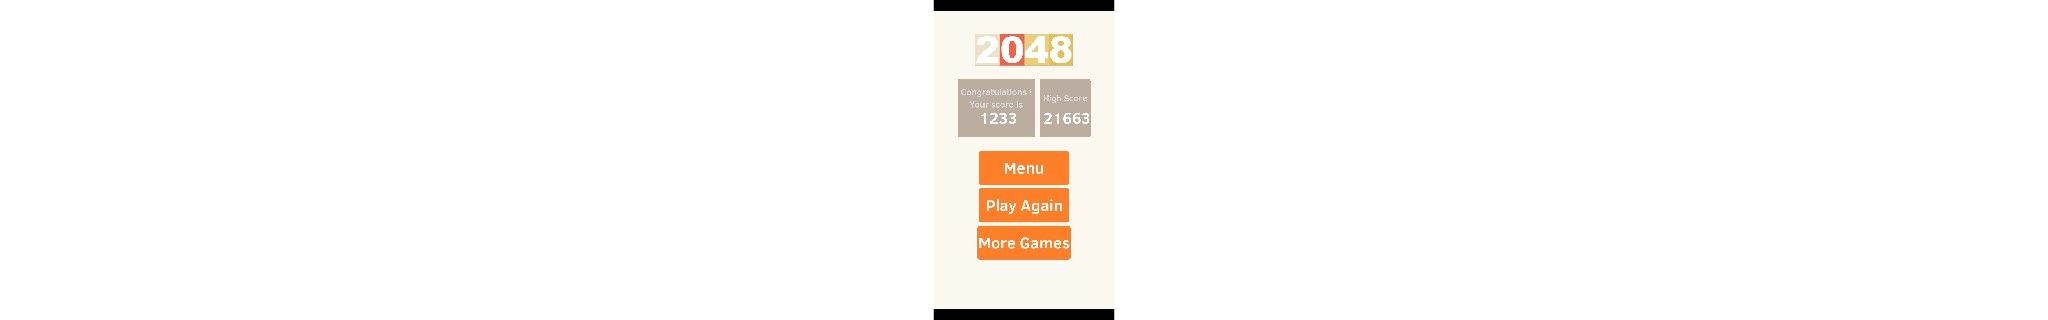 2048
Congratulations !
Your score is
1233
High Score
21663
Menu
Play Again
More Games